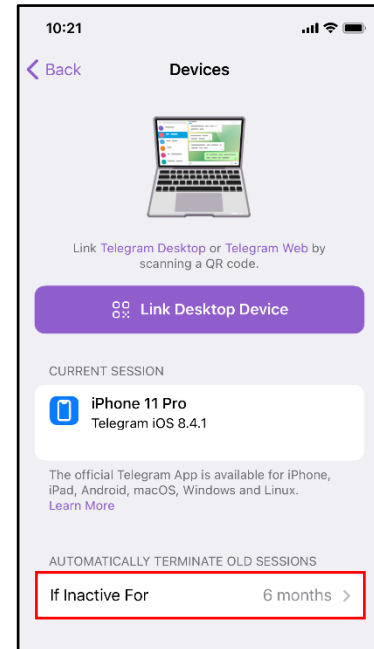 10:21
Back
Devices
Link Telegram Desktop or Telegram Web by
scanning a QR code.
Link Desktop Device
CURRENT SESSION
iPhone 11 Pro
Telegram iOS 8.4.1
The official Telegram App is available for iPhone,
iPad, Android, macOS, Windows and Linux.
Learn More
AUTOMATICALLY TERMINATE OLD SESSIONS
If Inactive For 6 months